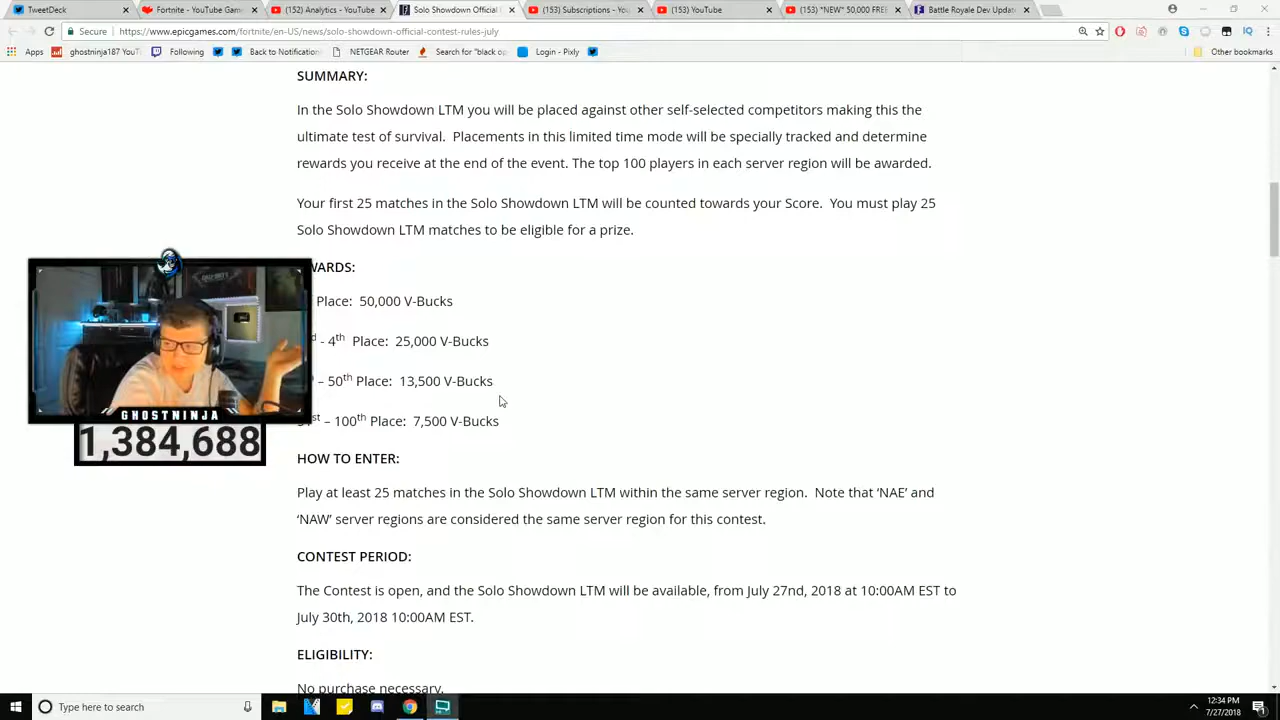 TweetDeck
Fortnite - YouTube Gam
(152) Analytics - YouTube
Solo Showdown Official
(153) Subscriptions - You
(153) YouTube
(153) *NEW* 50,000 FREE
Battle Royale Dev Updat
Secure | https://www.epicgames.com/fortnite/en-US/news/solo-showdown-official-contest-rules-july
Apps ghostninja187 YouT Following Back to Notification NETGEAR Router Search for "black op Login - Pixly Other bookmarks
SUMMARY:
In the Solo Showdown LTM you will be placed against other self-selected competitors making this the
ultimate test of survival. Placements in this limited time mode will be specially tracked and determine
rewards you receive at the end of the event. The top 100 players in each server region will be awarded.
Your first 25 matches in the Solo Showdown LTM will be counted towards your Score. You must play 25
Solo Showdown LTM matches to be eligible for a prize.
WARDS:
Place: 50,000 V-Bucks
- 4th Place: 25,000 V-Bucks
– 50th Place: 13,500 V-Bucks
st – 100th Place: 7,500 V-Bucks
GHOSTNINJA
1,384,688
HOW TO ENTER:
Play at least 25 matches in the Solo Showdown LTM within the same server region. Note that ‘NAE’ and
‘NAW’ server regions are considered the same server region for this contest.
CONTEST PERIOD:
The Contest is open, and the Solo Showdown LTM will be available, from July 27nd, 2018 at 10:00AM EST to
July 30th, 2018 10:00AM EST.
ELIGIBILITY:
No purchase necessary.
Type here to search
12:34 PM
7/27/2018